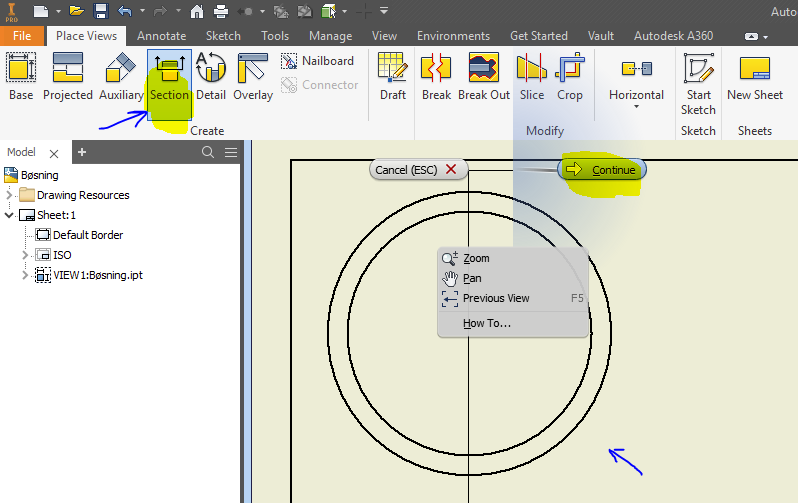 I
PRO
Auto
File Place Views Annotate Sketch Tools Manage View Environments Get Started Vault Autodesk A360
Base Projected Auxiliary Section Detail Overlay
Nailboard
Connector
Draft Break Break Out Slice Crop Horizontal Start Sketch New Sheet
Create Modify Sketch Sheets
Model
Bøsning
Drawing Resources
Sheet:1
Default Border
ISO
VIEW1:Bøsning.ipt
Cancel (ESC) Continue
Zoom
Pan
Previous View F5
How To...